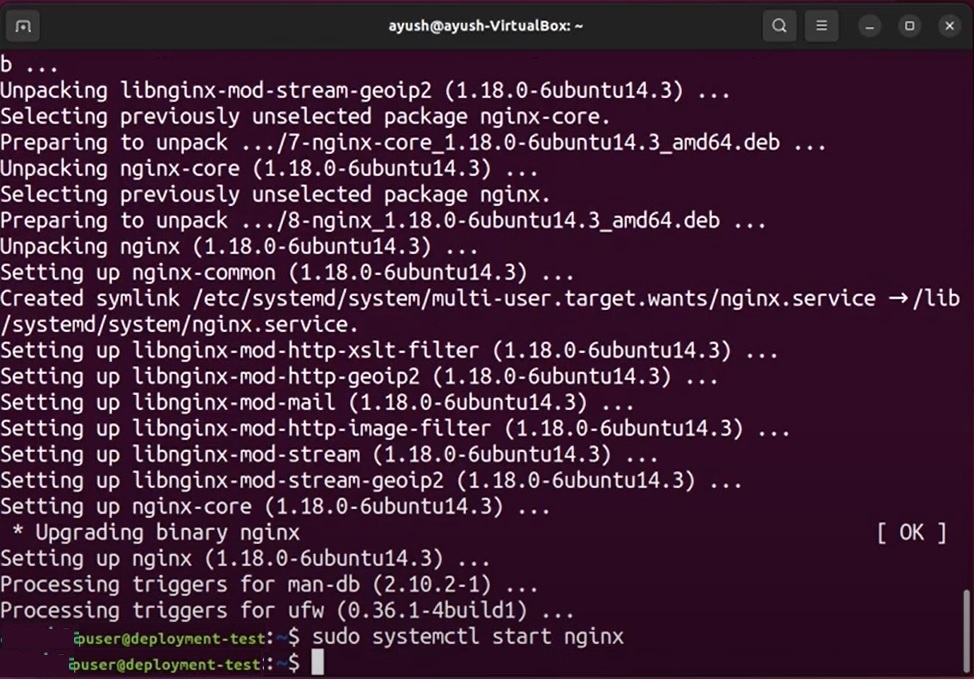 ayush@ayush-VirtualBox: ~
b ...
Unpacking libnginx-mod-stream-geoip2 (1.18.0-6ubuntu14.3) ...
Selecting previously unselected package nginx-core.
Preparing to unpack .../7-nginx-core_1.18.0-6ubuntu14.3_amd64.deb ...
Unpacking nginx-core (1.18.0-6ubuntu14.3) ...
Selecting previously unselected package nginx.
Preparing to unpack .../8-nginx_1.18.0-6ubuntu14.3_amd64.deb ...
Unpacking nginx (1.18.0-6ubuntu14.3) ...
Setting up nginx-common (1.18.0-6ubuntu14.3) ...
Created symlink /etc/systemd/system/multi-user.target.wants/nginx.service → /lib
/systemd/system/nginx.service.
Setting up libnginx-mod-http-xslt-filter (1.18.0-6ubuntu14.3) ...
Setting up libnginx-mod-http-geoip2 (1.18.0-6ubuntu14.3) ...
Setting up libnginx-mod-mail (1.18.0-6ubuntu14.3) ...
Setting up libnginx-mod-http-image-filter (1.18.0-6ubuntu14.3) ...
Setting up libnginx-mod-stream (1.18.0-6ubuntu14.3) ...
Setting up libnginx-mod-stream-geoip2 (1.18.0-6ubuntu14.3) ...
Setting up nginx-core (1.18.0-6ubuntu14.3) ...
 * Upgrading binary nginx [ OK ]
Setting up nginx (1.18.0-6ubuntu14.3) ...
Processing triggers for man-db (2.10.2-1) ...
Processing triggers for ufw (0.36.1-4build1) ...
user@deployment-test:~$ sudo systemctl start nginx
user@deployment-test:~$